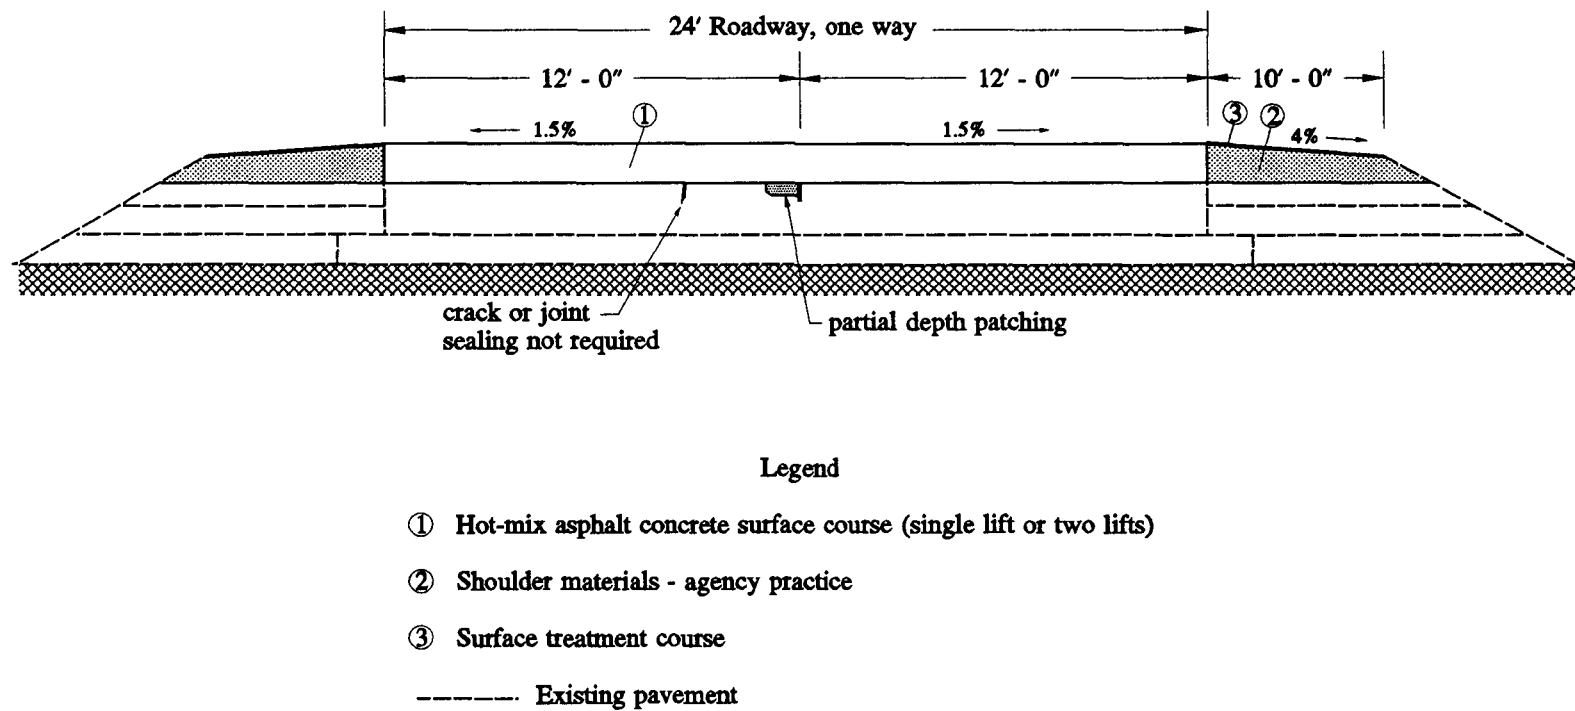 24′ Roadway, one way
12′ - 0″
12′ - 0″
10′ - 0″
1.5%
①
1.5%
③
②
4%
crack or joint
sealing not required
partial depth patching
Legend
① Hot-mix asphalt concrete surface course (single lift or two lifts)
② Shoulder materials - agency practice
③ Surface treatment course
Existing pavement